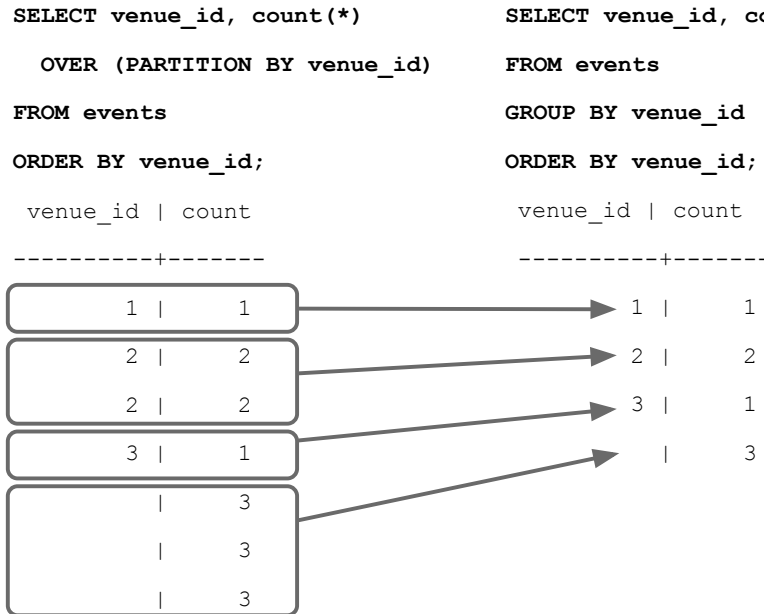 SELECT venue_id, count(*)
OVER (PARTITION BY venue_id)
FROM events
ORDER BY venue_id;
venue_id | count
----------+-------
1 | 1
2 | 2
2 | 2
3 | 1
| 3
| 3
| 3
SELECT venue_id,
FROM events
GROUP BY venue_id
ORDER BY venue_id;
venue_id | count
----------+-------
1 | 1
2 | 2
3 | 1
| 3